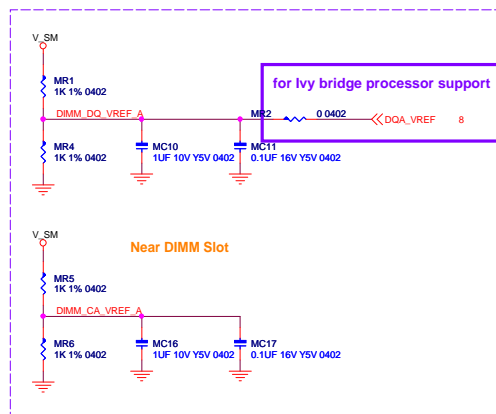 V_SM
MR1
1K 1% 0402
for Ivy bridge processor support
DIMM_DQ_VREF_A
MR2
0 0402
DQA_VREF
8
MR4
1K 1% 0402
MC10
1UF 10V Y5V 0402
MC11
0.1UF 16V Y5V 0402
V_SM
Near DIMM Slot
MR5
1K 1% 0402
DIMM_CA_VREF_A
MR6
1K 1% 0402
MC16
1UF 10V Y5V 0402
MC17
0.1UF 16V Y5V 0402